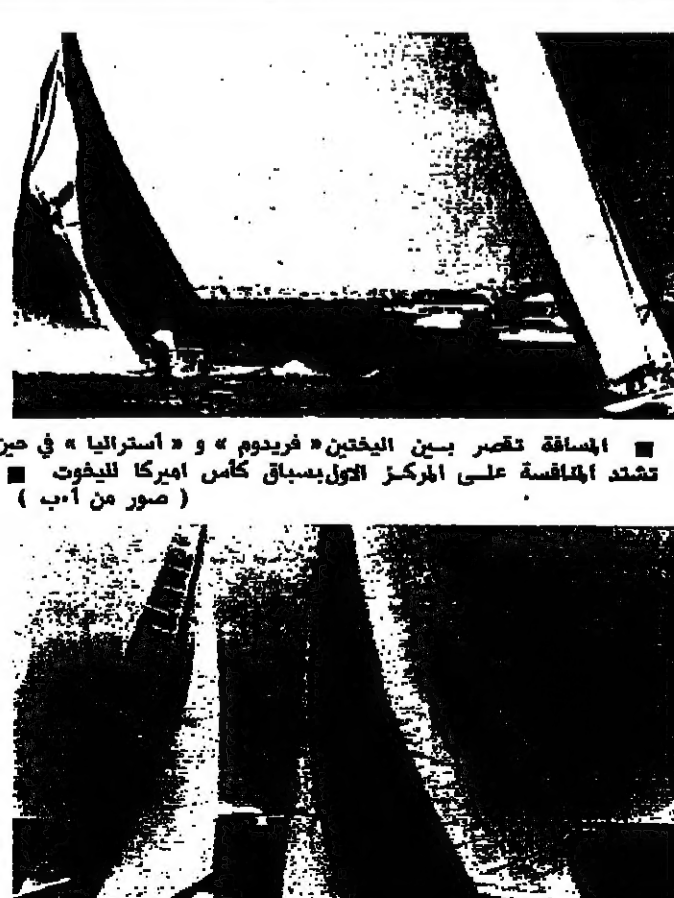 ■ المسافة تقصر بين اليختين « فريدوم » و « أستراليا » في حين
تشتد المنافسة على المركز الاول بسباق كأس اميركا لليخوت ■
( صور من أ.ب )